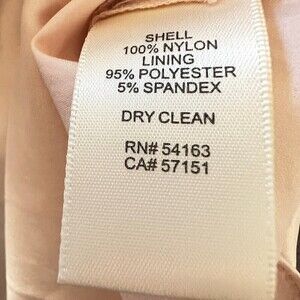 SHELL
100% NYLON
LINING
95% POLYESTER
5% SPANDEX
DRY CLEAN
RN# 54163
CA# 57151